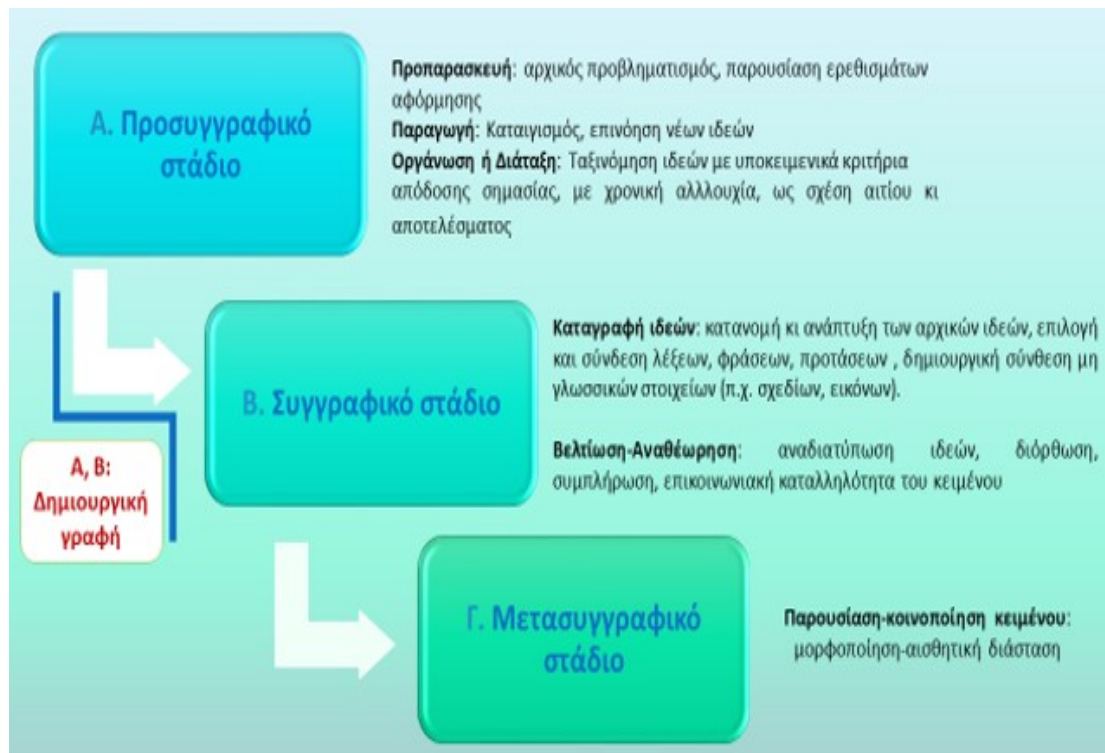 Α. Προσυγγραφικό
στάδιο
Προπαρασκευή: αρχικός προβληματισμός, παρουσίαση ερεθισμάτων
αφόρμησης
Παραγωγή: Καταιγισμός, επινόηση νέων ιδεών
Οργάνωση ή Διάταξη: Ταξινόμηση ιδεών με υποκειμενικά κριτήρια
απόδοσης σημασίας, με χρονική αλλλουχία, ως σχέση αιτίου κι
αποτελέσματος
Β. Συγγραφικό στάδιο
Καταγραφή ιδεών: κατανομή κι ανάπτυξη των αρχικών ιδεών, επιλογή
και σύνδεση λέξεων, φράσεων, προτάσεων , δημιουργική σύνθεση μη
γλωσσικών στοιχείων (π.χ. σχεδίων, εικόνων).
Βελτίωση-Αναθέωρηση: αναδιατύπωση ιδεών, διόρθωση,
συμπλήρωση, επικοινωνιακή καταλληλότητα του κειμένου
Α, Β:
Δημιουργική
γραφή
Γ. Μετασυγγραφικό
στάδιο
Παρουσίαση-κοινοποίηση κειμένου:
μορφοποίηση-αισθητική διάσταση